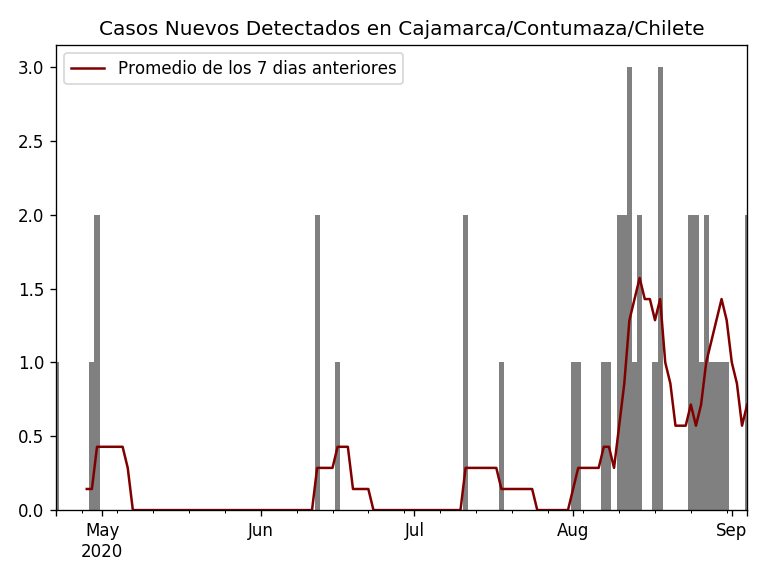 Casos Nuevos Detectados en Cajamarca/Contumaza/Chilete
Promedio de los 7 dias anteriores
3.0
2.5
2.0
1.5
1.0
0.5
0.0
May Jun Jul Aug Sep
2020